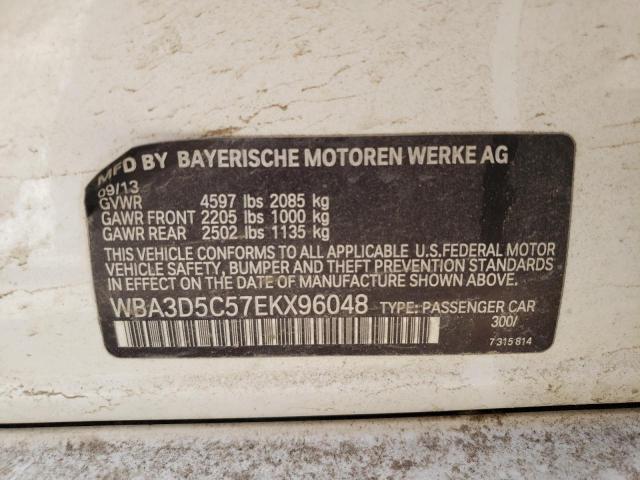 MFD BY BAYERISCHE MOTOREN WERKE AG
09/13
GVWR 4597 lbs 2085 kg
GAWR FRONT 2205 lbs 1000 kg
GAWR REAR 2502 lbs 1135 kg
THIS VEHICLE CONFORMS TO ALL APPLICABLE U.S.FEDERAL MOTOR
VEHICLE SAFETY, BUMPER AND THEFT PREVENTION STANDARDS
IN EFFECT ON THE DATE OF MANUFACTURE SHOWN ABOVE.
WBA3D5C57EKX96048 TYPE: PASSENGER CAR
300/
7 315 814